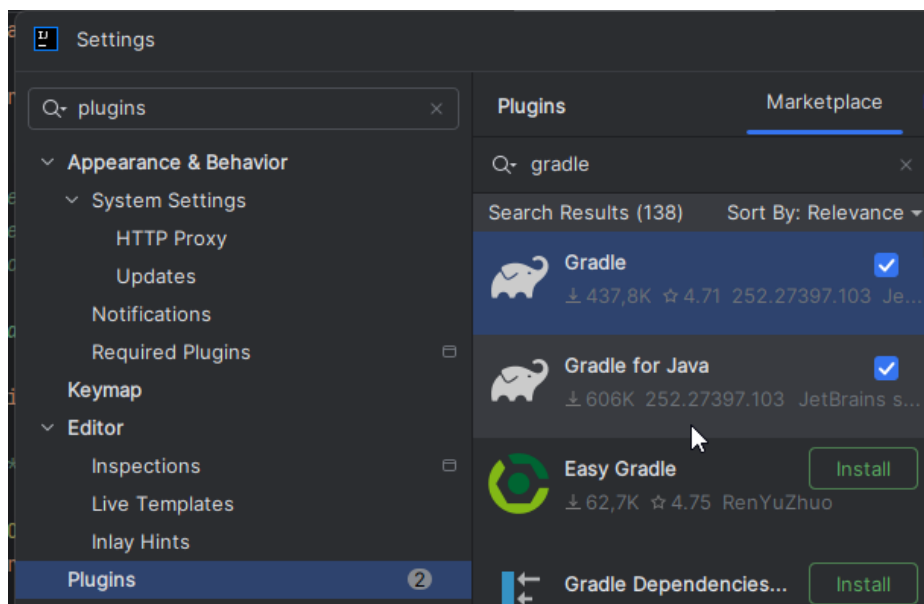 Settings
plugins
Appearance & Behavior
System Settings
HTTP Proxy
Updates
Notifications
Required Plugins
Keymap
Editor
Inspections
Live Templates
Inlay Hints
Plugins 2
Plugins Marketplace
gradle
Search Results (138) Sort By: Relevance
Gradle
437,8K 4.71 252.27397.103 Je...
Gradle for Java
606K 252.27397.103 JetBrains s...
Easy Gradle Install
62,7K 4.75 RenYuZhuo
Gradle Dependencies... Install